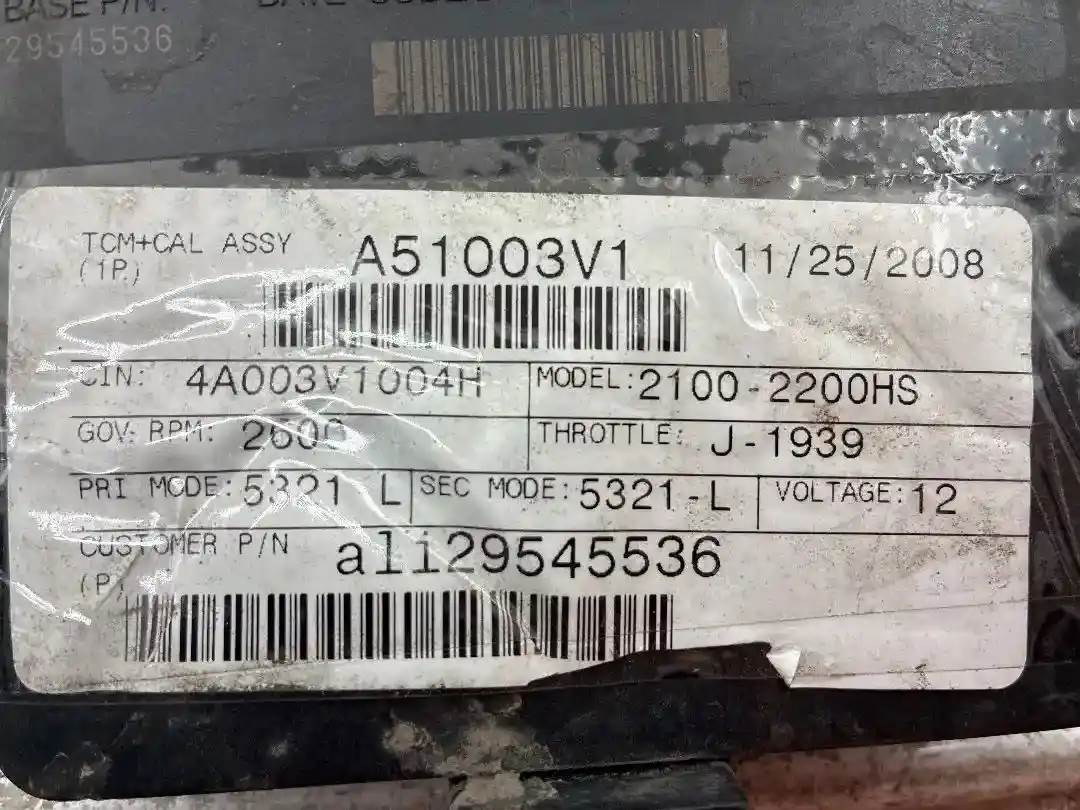 BASE P/N:
29545536
TCM+CAL ASSY A51003V1 11/25/2008
(1P)
CIN: 4A003V1004H MODEL: 2100-2200HS
GOV. RPM: 2600 THROTTLE: J-1939
PRI MODE: 5321 L SEC MODE: 5321-L VOLTAGE: 12
CUSTOMER P/N ali29545536
(P)